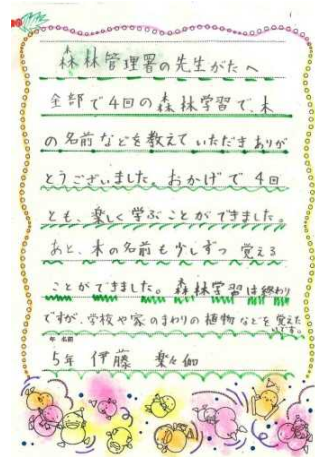 森林管理署の先生がたへ
全部で4回の森林学習で、木
の名前などを教えていただきありが
とうございました。おかげで4回
とも、楽しく学ぶことができました。
あと、木の名前も少しずつ覚える
ことができました。森林学習は終わり
ですが、学校や家のまわりの植物などを覚えた
いです。
年 名前
5年 伊藤 楽々伽